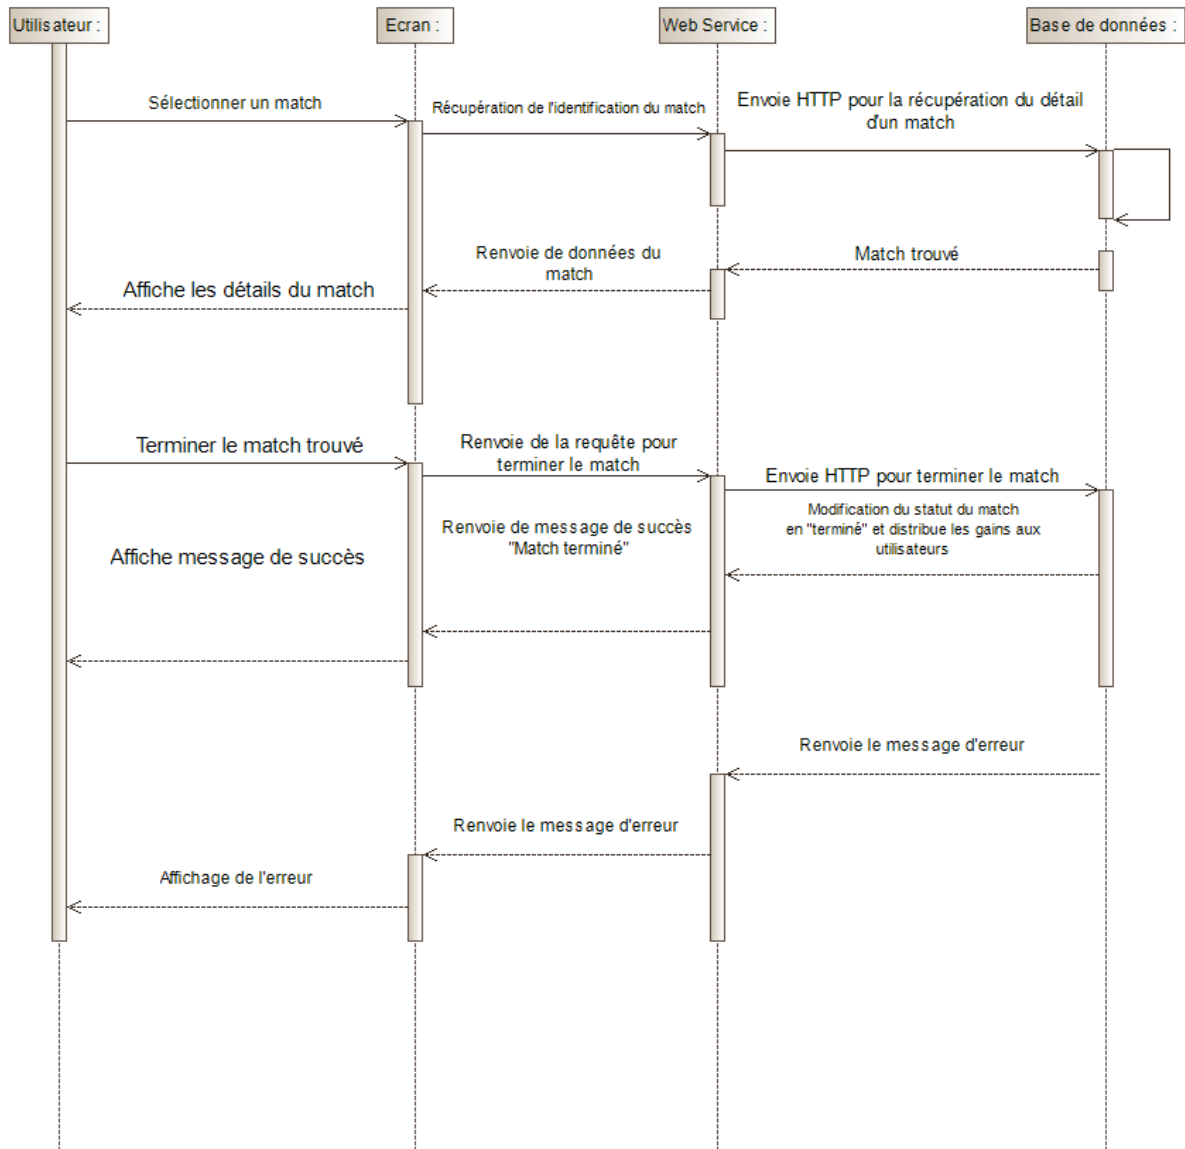 Utilisateur :
Ecran :
Web Service :
Base de données :
Sélectionner un match
Récupération de l'identification du match
Envoie HTTP pour la récupération du détail
d'un match
Renvoie de données du
match
Match trouvé
Affiche les détails du match
Terminer le match trouvé
Renvoie de la requête pour
terminer le match
Envoie HTTP pour terminer le match
Modification du statut du match
en "terminé" et distribue les gains aux
utilisateurs
Renvoie de message de succès
"Match terminé"
Affiche message de succès
Renvoie le message d'erreur
Renvoie le message d'erreur
Affichage de l'erreur